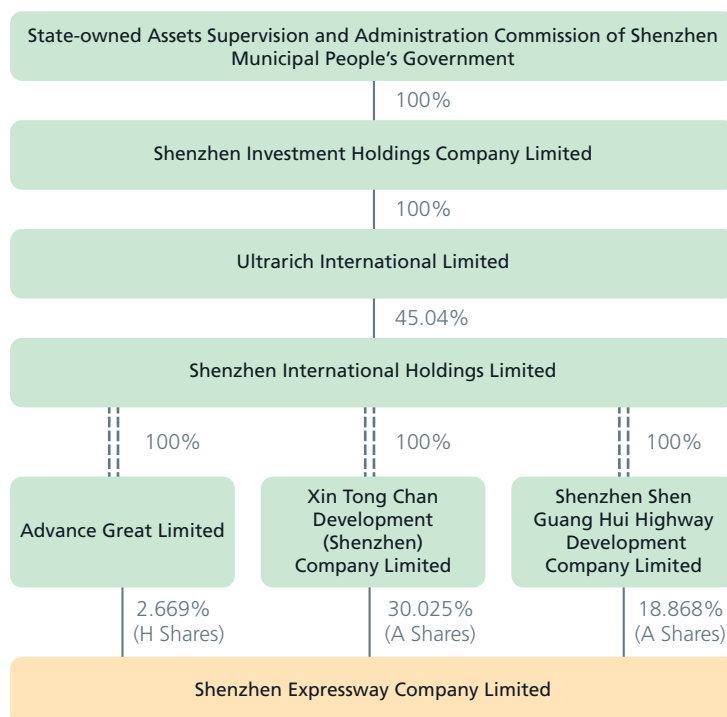 State-owned Assets Supervision and Administration Commission of Shenzhen
Municipal People's Government
100%
Shenzhen Investment Holdings Company Limited
100%
Ultrarich International Limited
45.04%
Shenzhen International Holdings Limited
100%
100%
100%
Advance Great Limited
Xin Tong Chan
Development
(Shenzhen)
Company Limited
Shenzhen Shen
Guang Hui Highway
Development
Company Limited
2.669%
(H Shares)
30.025%
(A Shares)
18.868%
(A Shares)
Shenzhen Expressway Company Limited